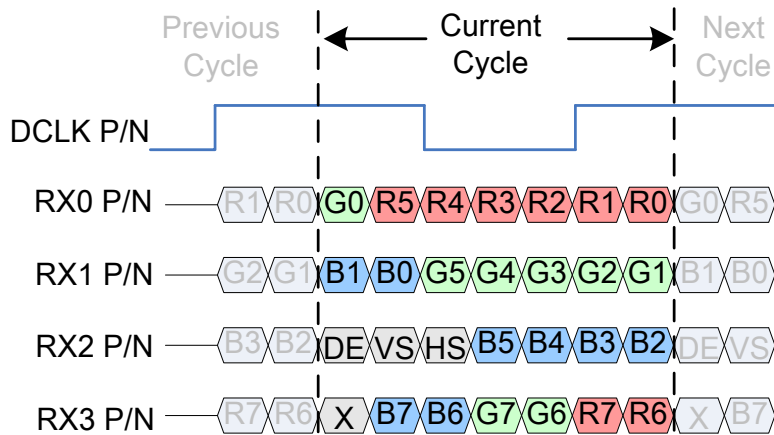 Previous Cycle Current Cycle Next Cycle
DCLK P/N
RX0 P/N R1 R0 G0 R5 R4 R3 R2 R1 R0 G0 R5
RX1 P/N G2 G1 B1 B0 G5 G4 G3 G2 G1 B1 B0
RX2 P/N B3 B2 DE VS HS B5 B4 B3 B2 DE VS
RX3 P/N R7 R6 X B7 B6 G7 G6 R7 R6 X B7